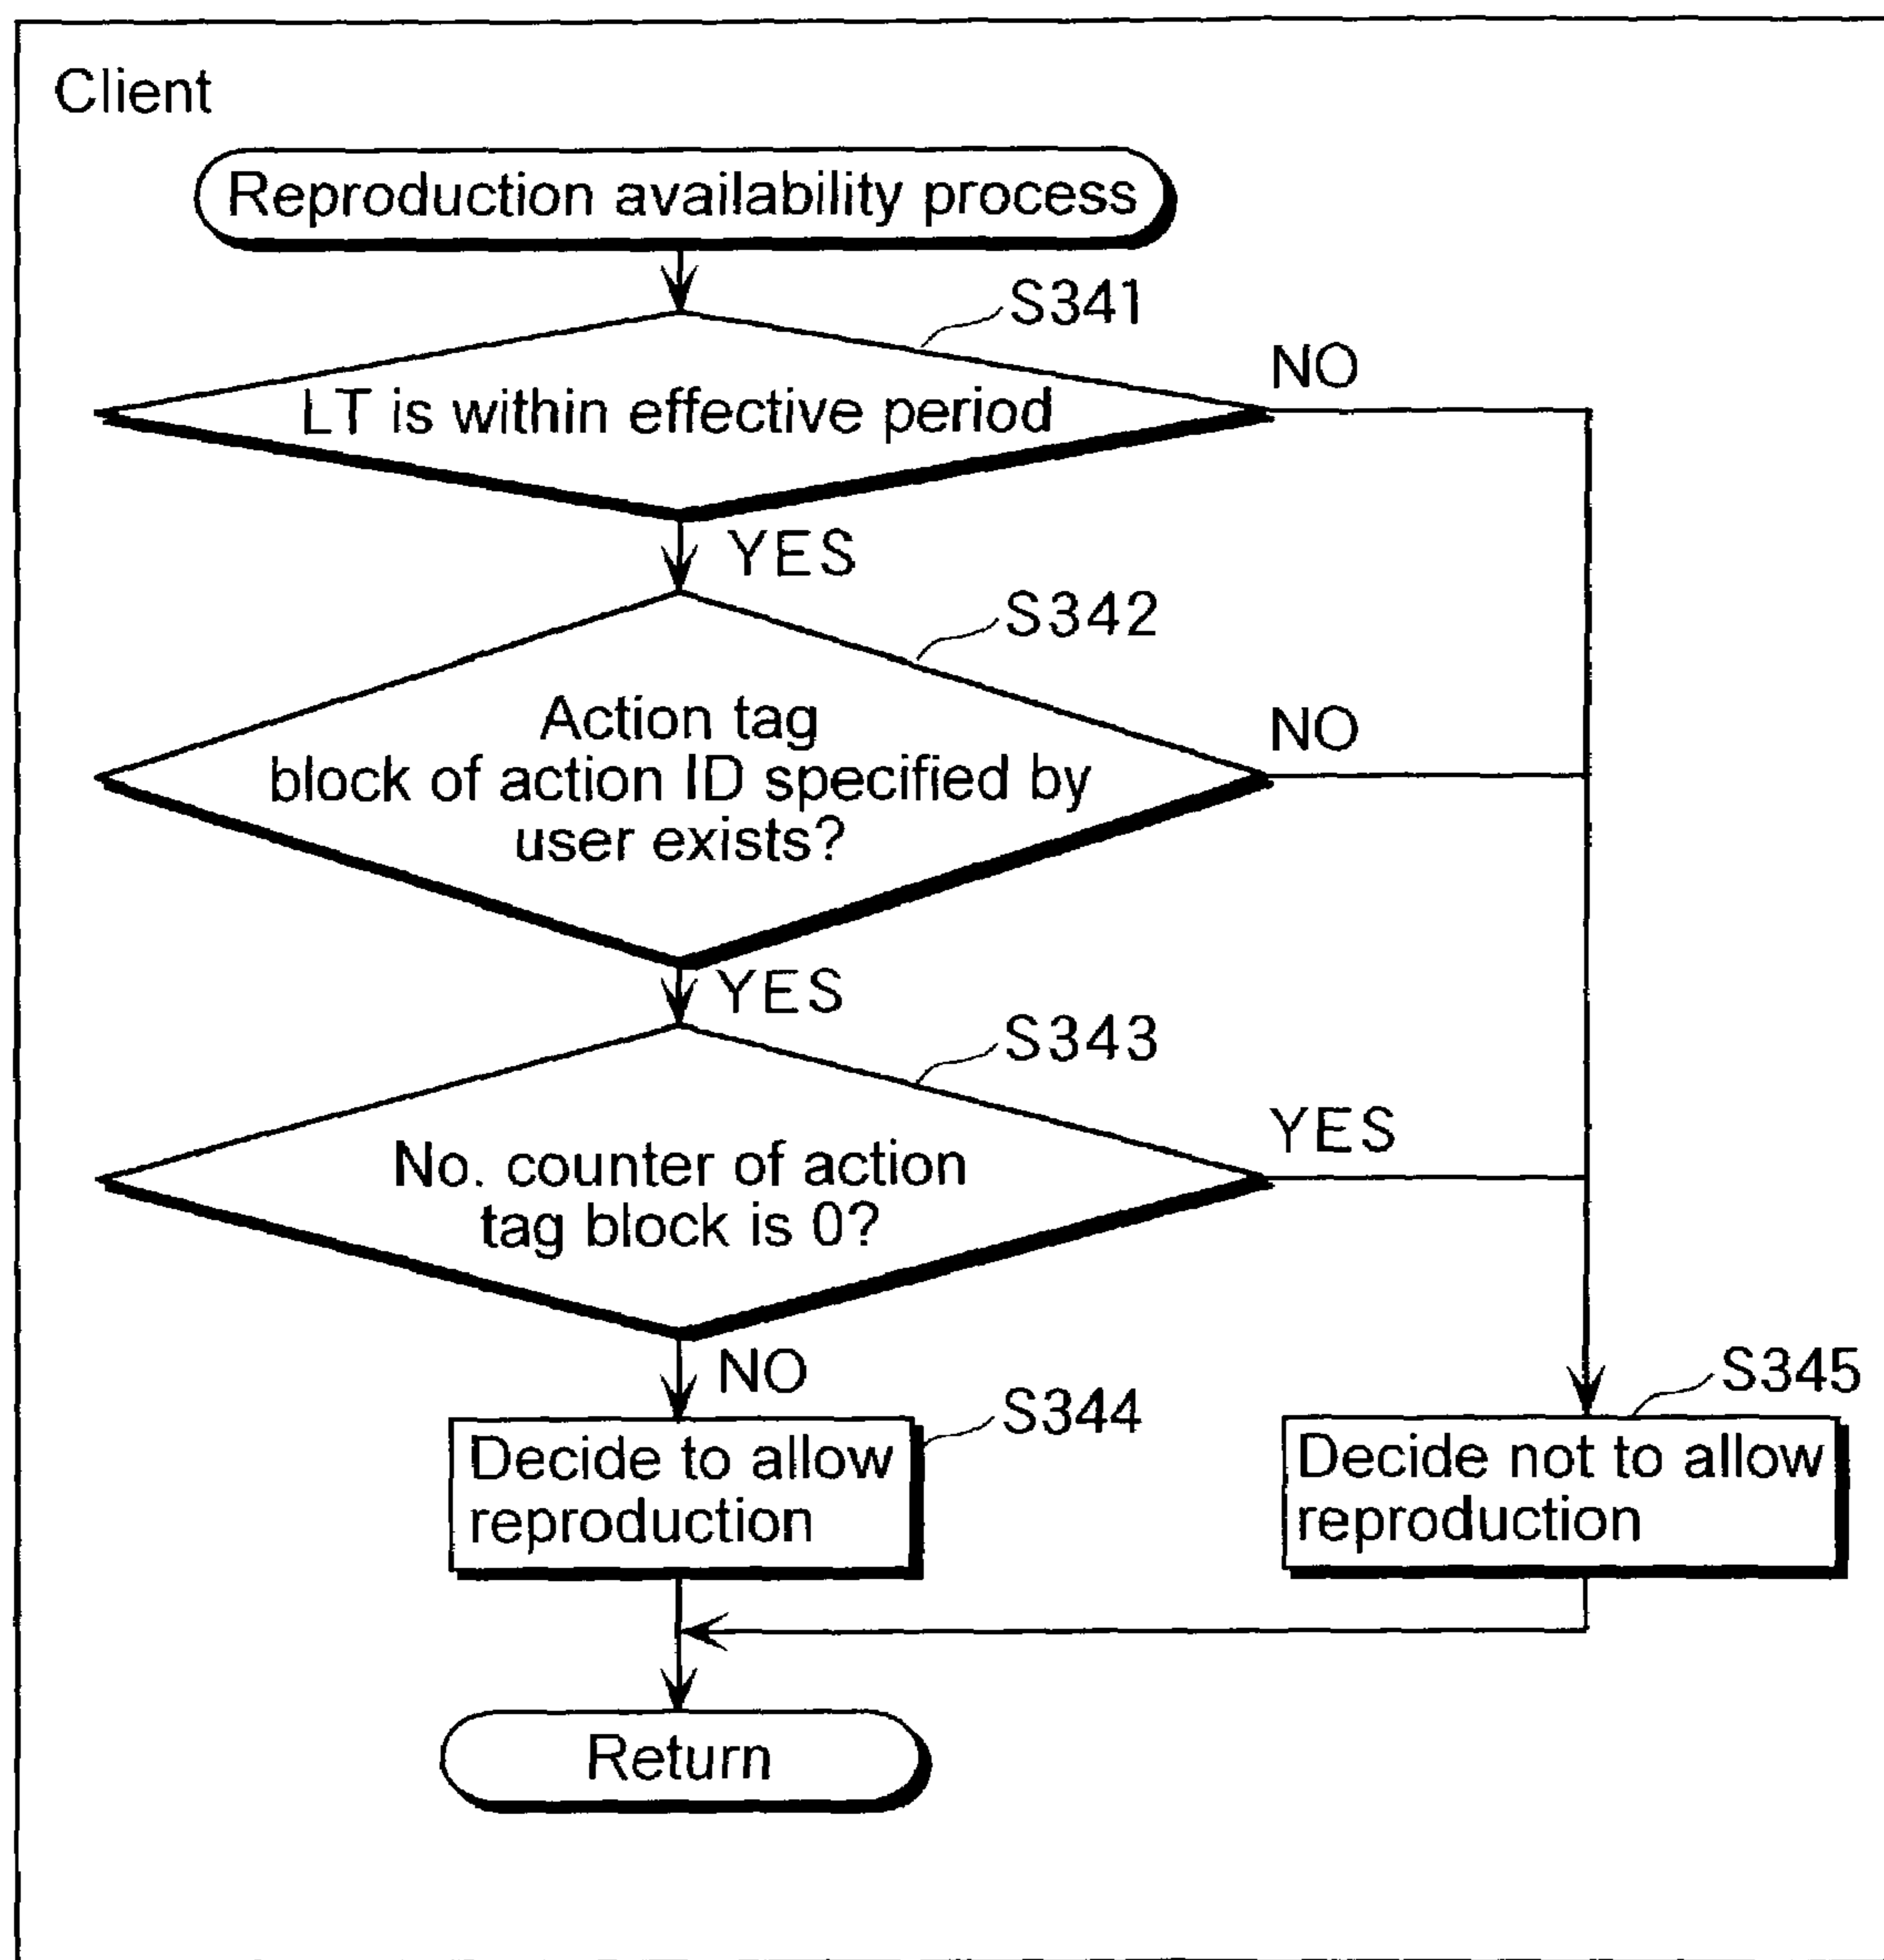 Client
Reproduction availability process
S341
LT is within effective period
NO
YES
S342
Action tag
block of action ID specified by
user exists?
NO
YES
S343
No. counter of action
tag block is 0?
YES
NO
S344
Decide to allow
reproduction
S345
Decide not to allow
reproduction
Return